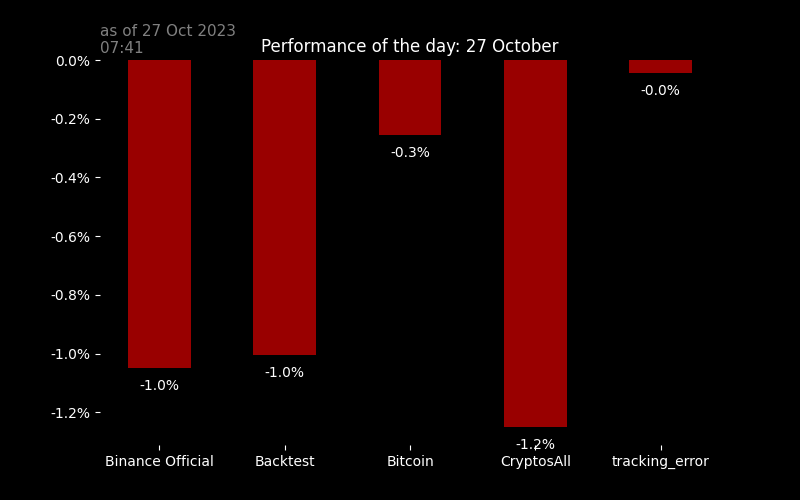 as of 27 Oct 2023
07:41
Performance of the day: 27 October
0.0%
-0.2%
-0.4%
-0.6%
-0.8%
-1.0%
-1.2%
-1.0%
-1.0%
-0.3%
-1.2%
-0.0%
Binance Official
Backtest
Bitcoin
CryptosAll
tracking_error